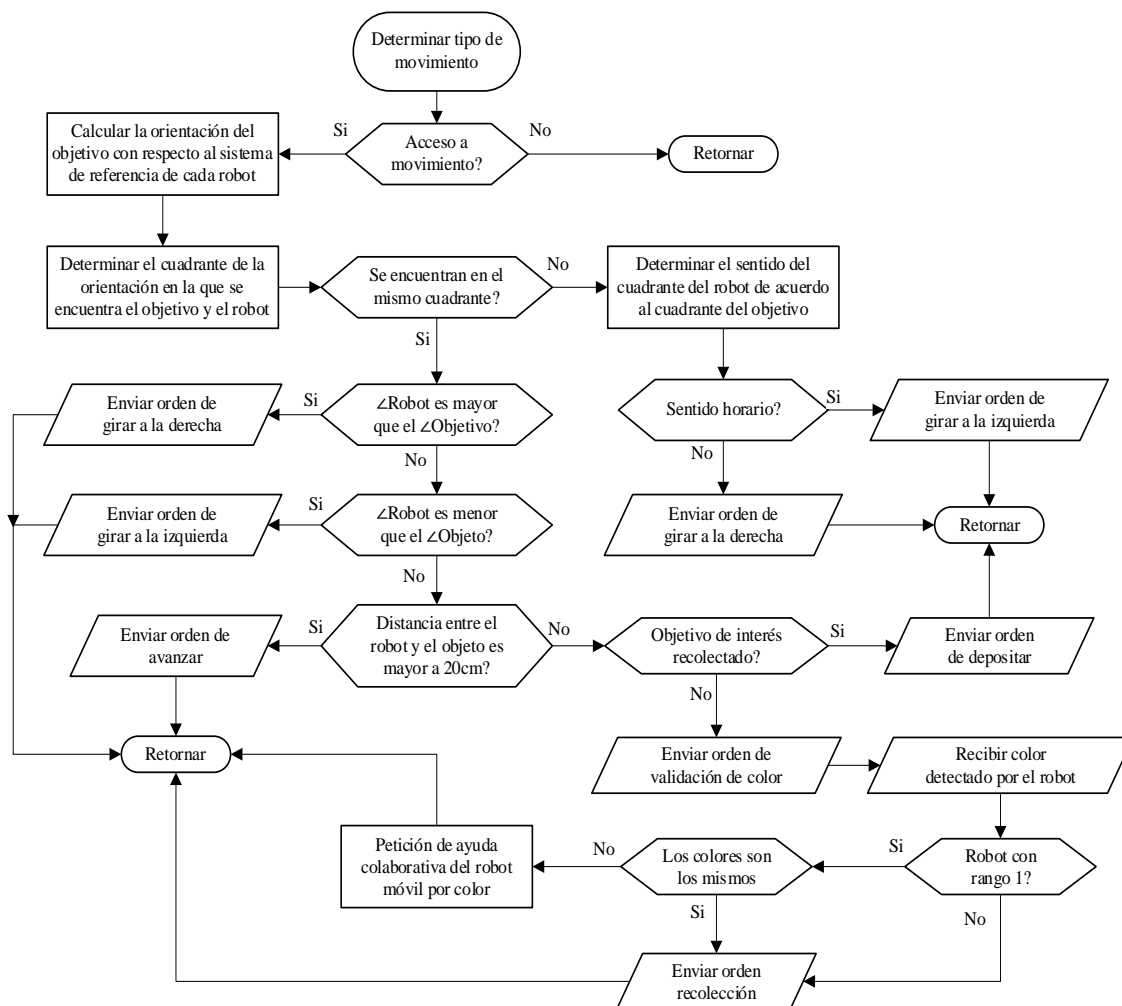 Determinar tipo de
movimiento
Si
Acceso a
movimiento?
No
Retornar
Calcular la orientación del
objetivo con respecto al sistema
de referencia de cada robot
Determinar el cuadrante de la
orientación en la que se
encuentra el objetivo y el robot
Se encuentran en el
mismo cuadrante?
No
Determinar el sentido del
cuadrante del robot de acuerdo
al cuadrante del objetivo
Si
Enviar orden de
girar a la derecha
Si
∠Robot es mayor
que el ∠Objetivo?
No
Sentido horario?
Si
Enviar orden de
girar a la izquierda
No
Enviar orden de
girar a la izquierda
Si
∠Robot es menor
que el ∠Objeto?
No
Enviar orden de
girar a la derecha
Retornar
Enviar orden de
avanzar
Si
Distancia entre el
robot y el objeto es
mayor a 20cm?
No
Objetivo de interés
recolectado?
Si
Enviar orden
de depositar
No
Retornar
Enviar orden de
validación de color
Recibir color
detectado por el robot
Petición de ayuda
colaborativa del robot
móvil por color
No
Los colores son
los mismos
Si
Robot con
rango 1?
Si
No
Enviar orden
recolección